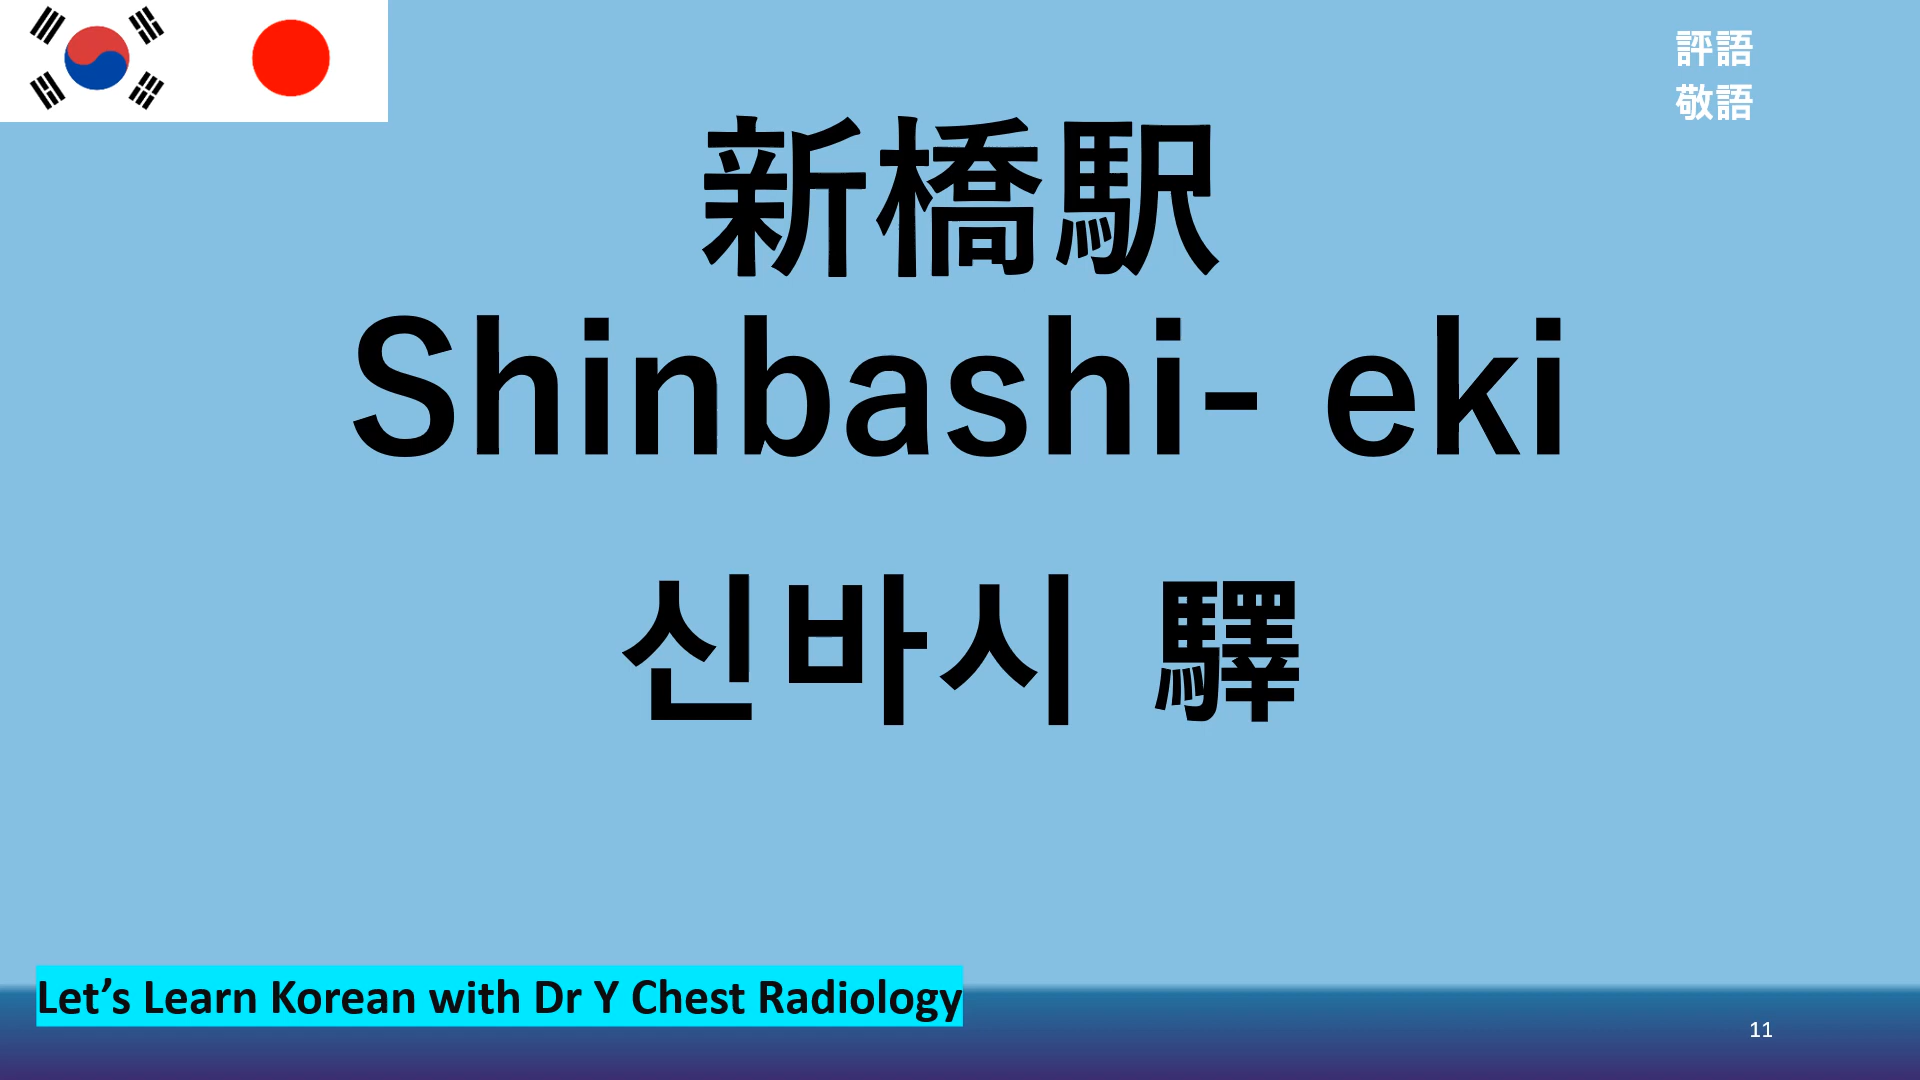 評語
敬語
新橋駅
Shinbashi- eki
신바시 驛
Let’s Learn Korean with Dr Y Chest Radiology
11